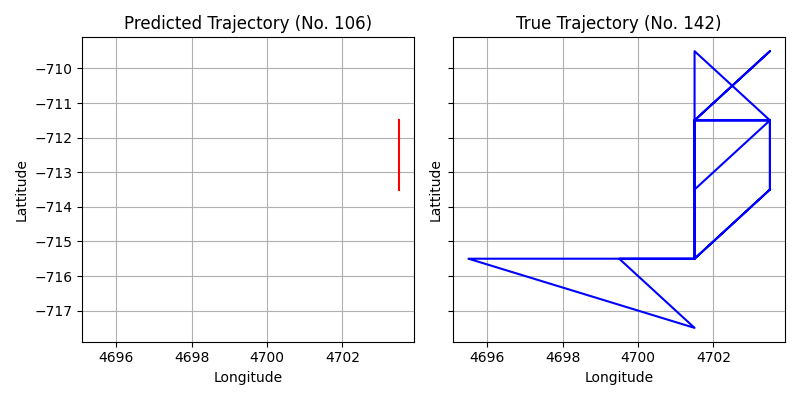 Predicted Trajectory (No. 106)
True Trajectory (No. 142)
Lattitude
−710
−711
−712
−713
−714
−715
−716
−717
4696
4698
4700
4702
Longitude
Lattitude
4696
4698
4700
4702
Longitude